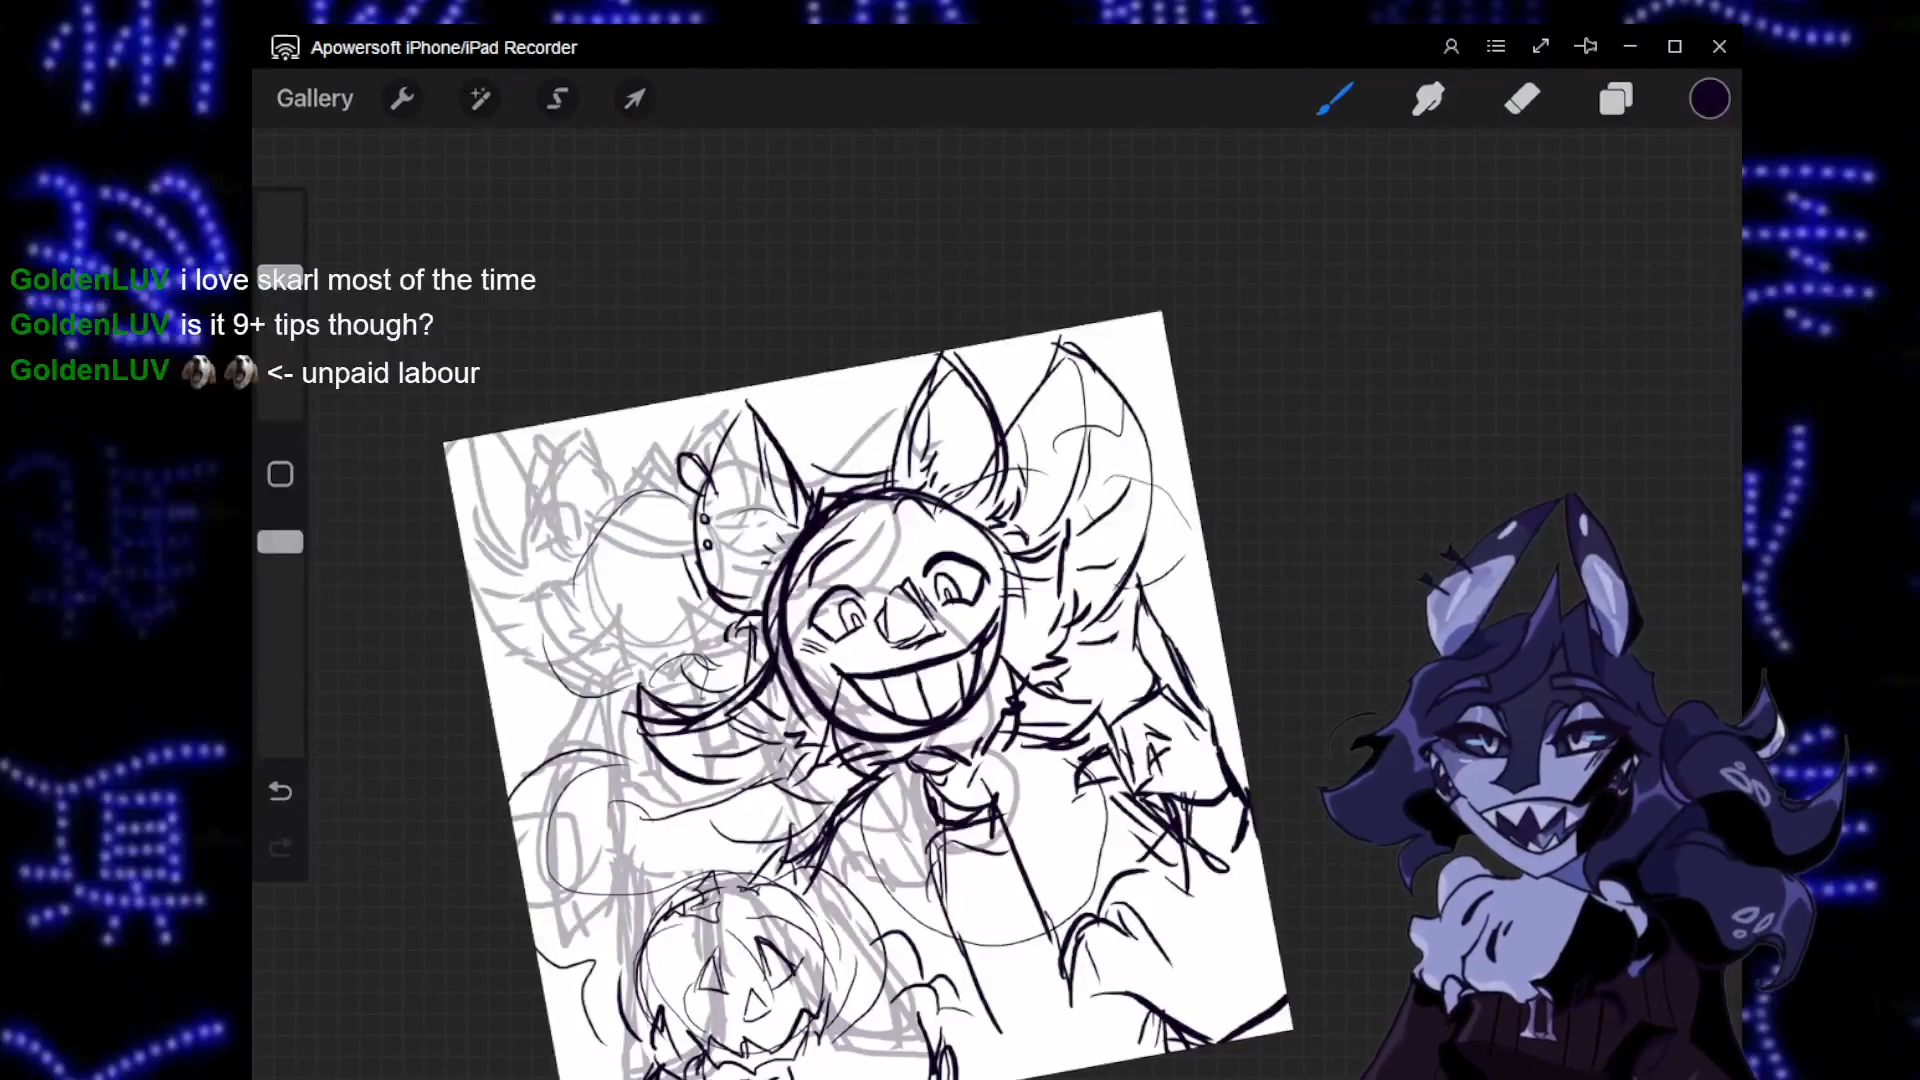 Apowersoft iPhone/iPad Recorder
Gallery
GoldenLUV i love skarl most of the time
GoldenLUV is it 9+ tips though?
GoldenLUV <- unpaid labour